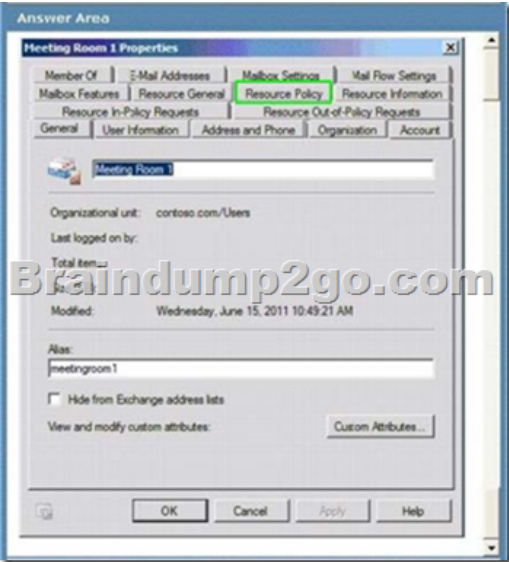 Answer Area
Meeting Room 1 Properties
Member Of E-Mail Addresses Mailbox Settings Mail Flow Settings
Mailbox Features Resource General Resource Policy Resource Information
Resource In-Policy Requests Resource Out-of-Policy Requests
General User Information Address and Phone Organization Account
Meeting Room 1
Organizational unit: contoso.com/Users
Last logged on by:
Total items:
Braindump2go.com
Modified: Wednesday, June 15, 2011 10:49:21 AM
Alias:
meetingroom1
Hide from Exchange address lists
View and modify custom attributes: Custom Attributes...
OK Cancel Apply Help